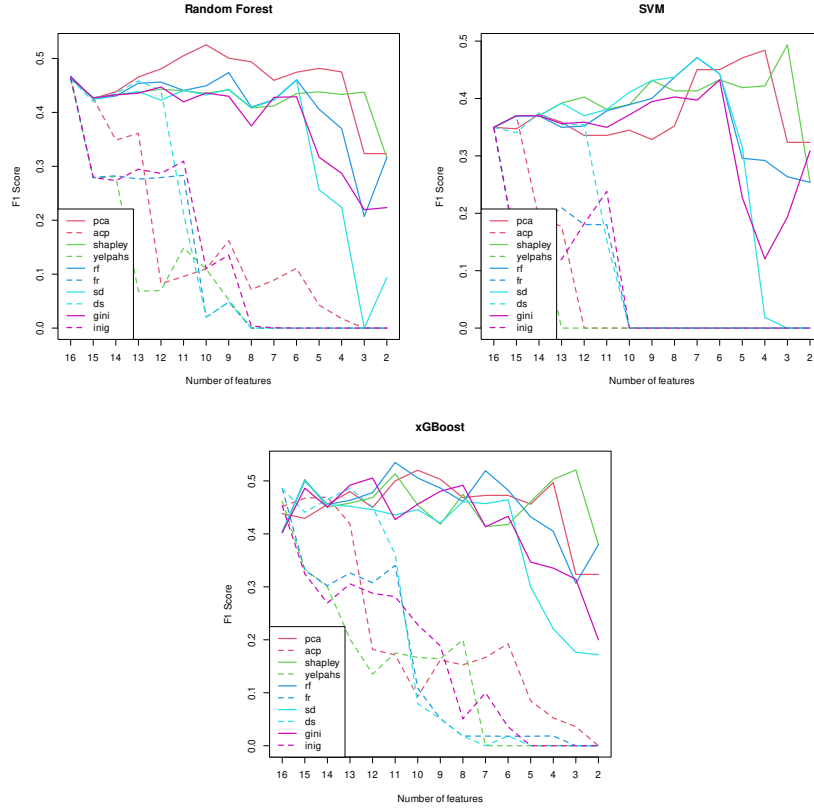 Random Forest
F1 Score
0.5
0.4
0.3
0.2
0.1
0.0
pca
acp
shapley
yelpahs
rf
fr
sd
ds
gini
inig
16 15 14 13 12 11 10 9 8 7 6 5 4 3 2
Number of features
SVM
F1 Score
0.5
0.4
0.3
0.2
0.1
0.0
pca
acp
shapley
yelpahs
rf
fr
sd
ds
gini
inig
16 15 14 13 12 11 10 9 8 7 6 5 4 3 2
Number of features
xGBoost
F1 Score
0.5
0.4
0.3
0.2
0.1
0.0
pca
acp
shapley
yelpahs
rf
fr
sd
ds
gini
inig
16 15 14 13 12 11 10 9 8 7 6 5 4 3 2
Number of features